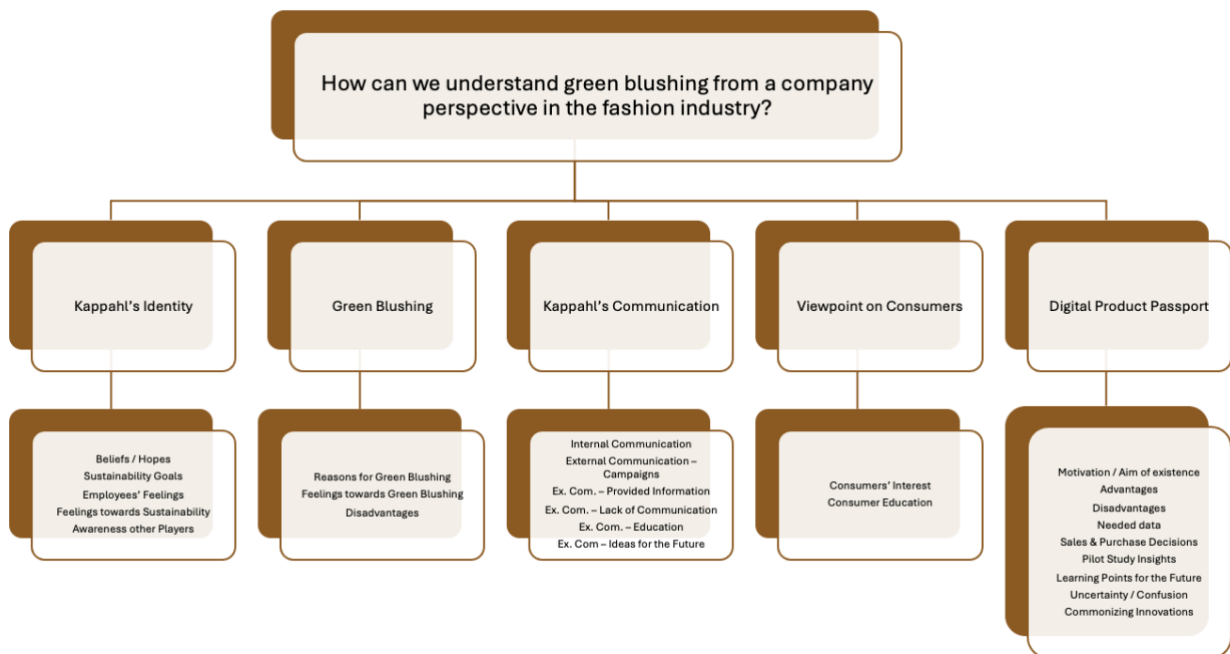 How can we understand green blushing from a company
perspective in the fashion industry?
Kappahl's Identity
Green Blushing
Kappahl's Communication
Viewpoint on Consumers
Digital Product Passport
Beliefs / Hopes
Sustainability Goals
Employees' Feelings
Feelings towards Sustainability
Awareness other Players
Reasons for Green Blushing
Feelings towards Green Blushing
Disadvantages
Internal Communication
External Communication –
Campaigns
Ex. Com. – Provided Information
Ex. Com. – Lack of Communication
Ex. Com. – Education
Ex. Com – Ideas for the Future
Consumers' Interest
Consumer Education
Motivation / Aim of existence
Advantages
Disadvantages
Needed data
Sales & Purchase Decisions
Pilot Study Insights
Learning Points for the Future
Uncertainty / Confusion
Commonizing Innovations